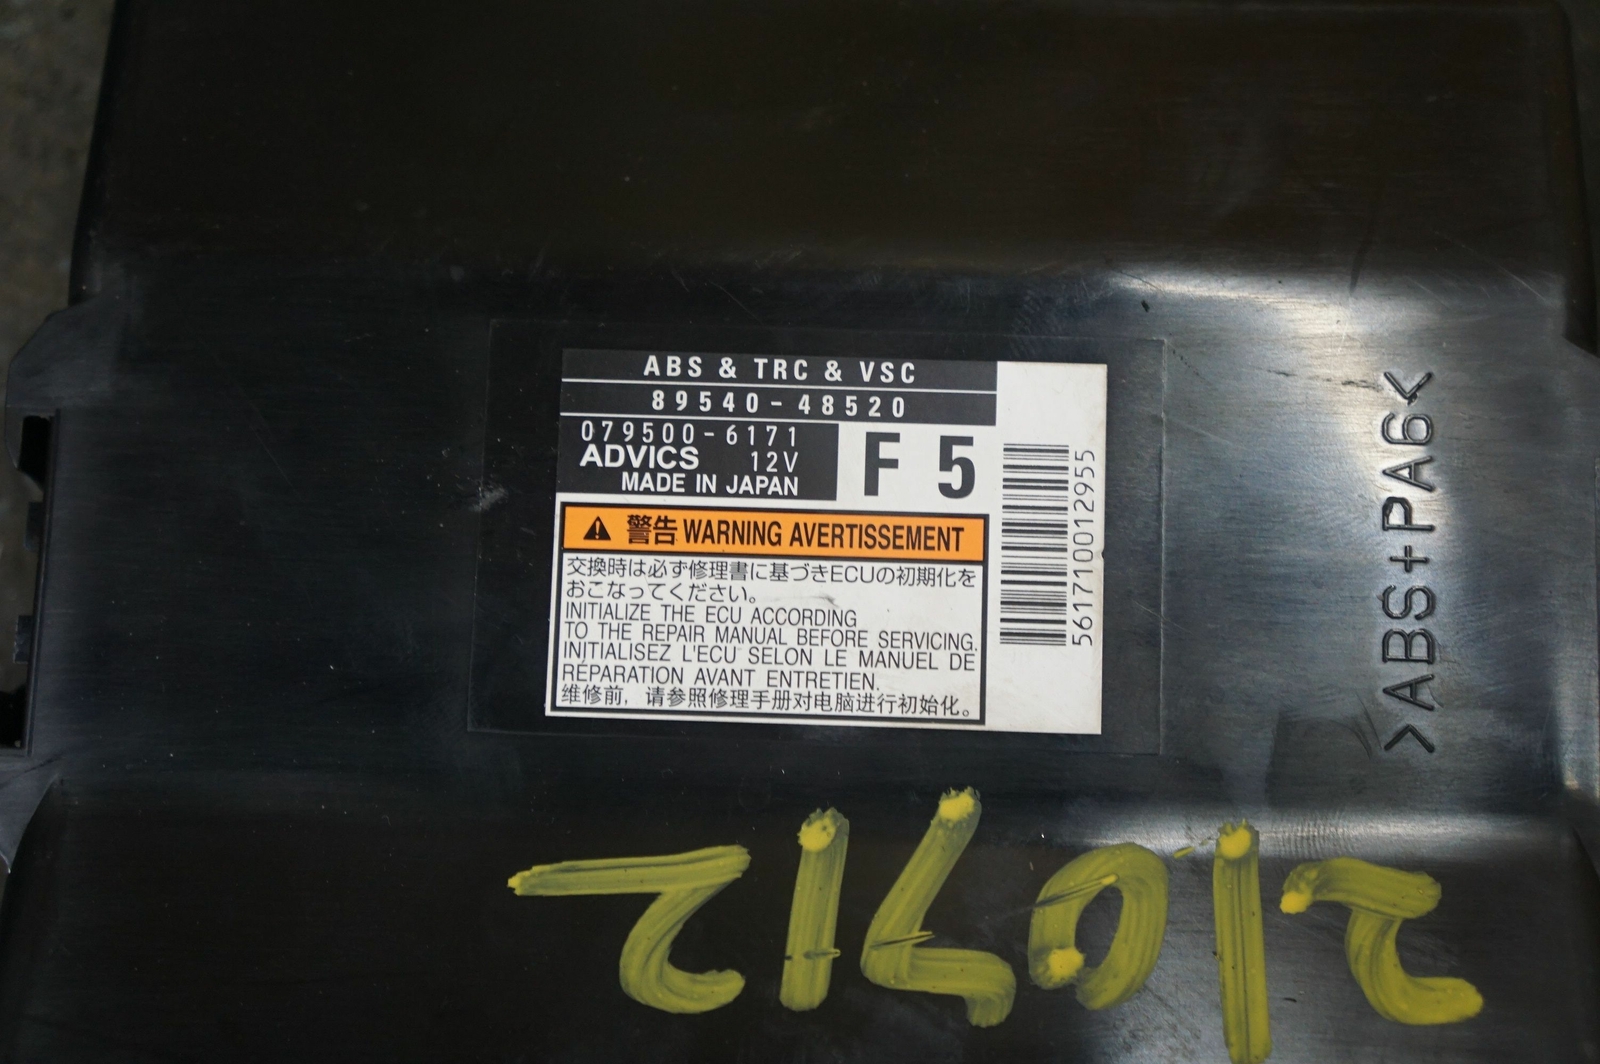 ABS & TRC & VSC
89540-48520
079500-6171
ADVICS 12V
MADE IN JAPAN
F 5
警告 WARNING AVERTISSEMENT
交換時は必ず修理書に基づきECUの初期化を
おこなってください。
INITIALIZE THE ECU ACCORDING
TO THE REPAIR MANUAL BEFORE SERVICING.
INITIALISEZ L'ECU SELON LE MANUEL DE
RÉPARATION AVANT ENTRETIEN.
维修前，请参照修理手册对电脑进行初始化。
561710012955
>ABS+PA6<
210712